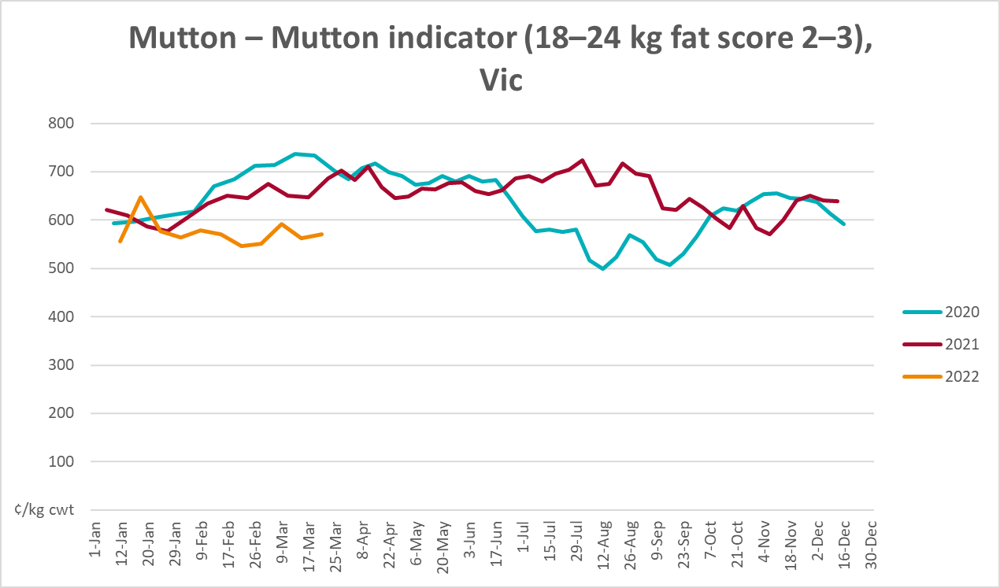 Mutton – Mutton indicator (18–24 kg fat score 2–3),
Vic
800
700
600
500
400
300
200
100
¢/kg cwt
1-Jan
12-Jan
20-Jan
29-Jan
9-Feb
17-Feb
26-Feb
9-Mar
17-Mar
25-Mar
8-Apr
22-Apr
6-May
20-May
3-Jun
17-Jun
1-Jul
15-Jul
29-Jul
12-Aug
26-Aug
9-Sep
23-Sep
7-Oct
21-Oct
4-Nov
18-Nov
2-Dec
16-Dec
30-Dec
2020
2021
2022